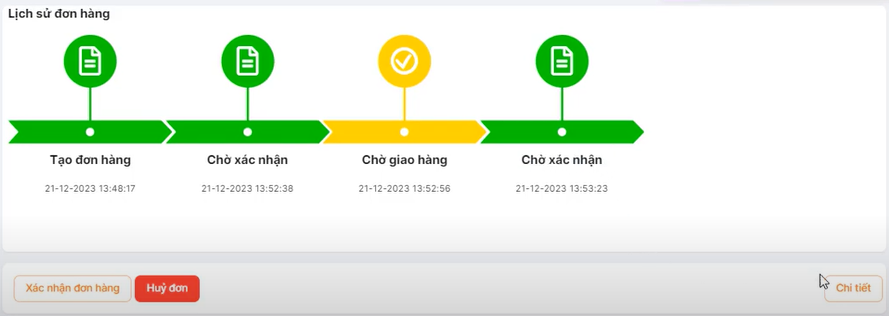 Lịch sử đơn hàng
Tạo đơn hàng
21-12-2023 13:48:17
Chờ xác nhận
21-12-2023 13:52:38
Chờ giao hàng
21-12-2023 13:52:56
Chờ xác nhận
21-12-2023 13:53:23
Xác nhận đơn hàng
Huỷ đơn
Chi tiết